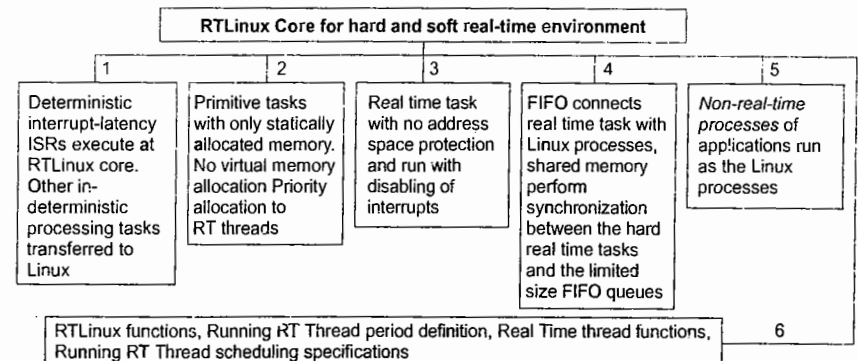 RTLinux Core for hard and soft real-time environment
1
Deterministic
interrupt-latency
ISRs execute at
RTLinux core.
Other in-
deterministic
processing tasks
transferred to
Linux
2
Primitive tasks
with only statically
allocated memory.
No virtual memory
allocation Priority
allocation to
RT threads
3
Real time task
with no address
space protection
and run with
disabling of
interrupts
4
FIFO connects
real time task with
Linux processes,
shared memory
perform
synchronization
between the hard
real time tasks
and the limited
size FIFO queues
5
Non-real-time
processes of
applications run
as the Linux
processes
6
RTLinux functions, Running RT Thread period definition, Real Time thread functions,
Running RT Thread scheduling specifications